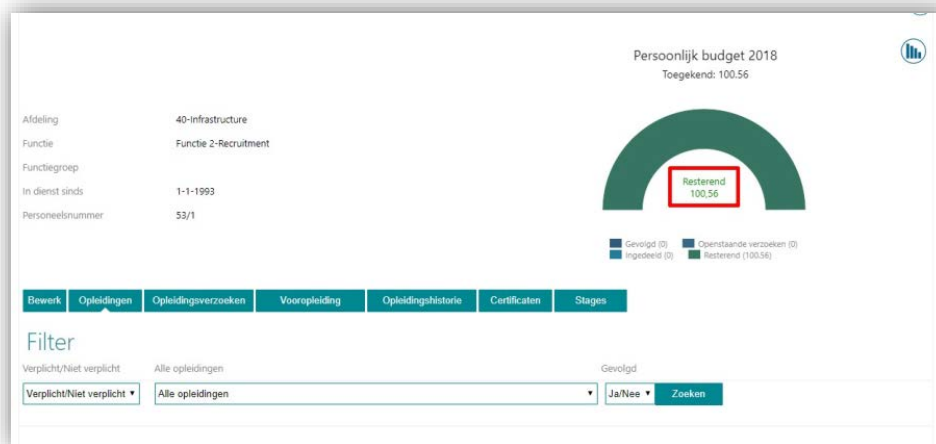 Persoonlijk budget 2018
Toegekend: 100.56
Afdeling 40-Infrastructure
Functie Functie 2-Recruitment
Functiegroep
In dienst sinds 1-1-1993
Personeelsnummer 53/1
Resterend
100,56
Gevolgd (0) Openstaande verzoeken (0)
Ingedeeld (0) Resterend (100.56)
Bewerk Opleidingen Opleidingsverzoeken Vooropleiding Opleidingshistorie Certificaten Stages
Filter
Verplicht/Niet verplicht Alle opleidingen Gevolgd
Verplicht/Niet verplicht Alle opleidingen Ja/Nee Zoeken